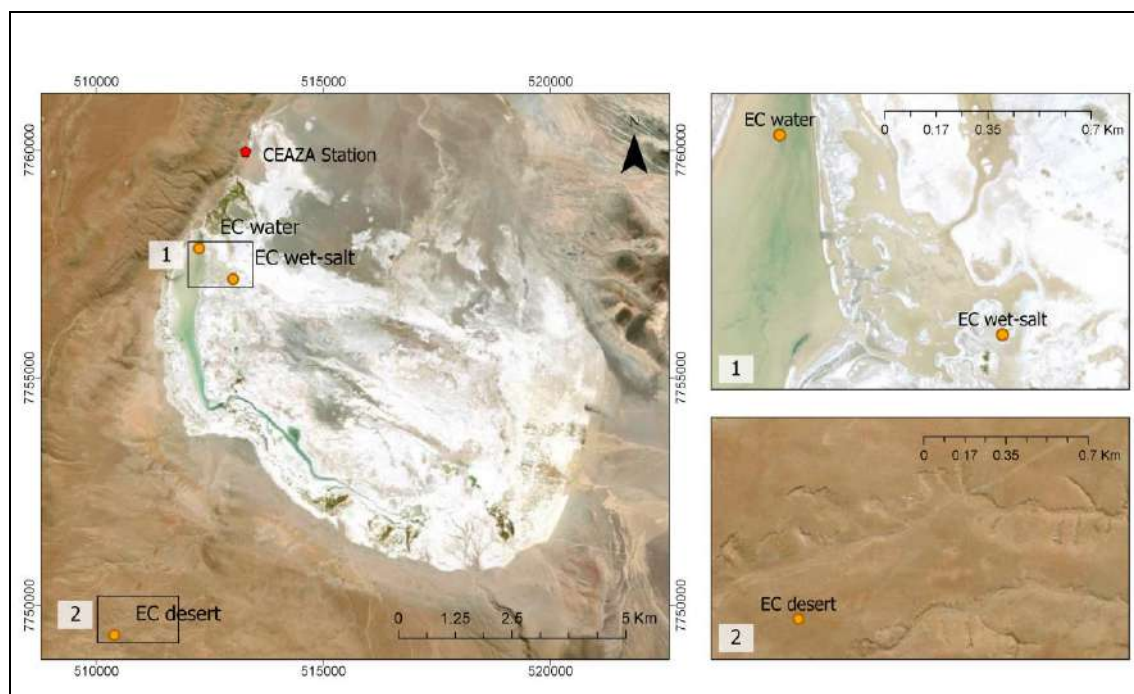 510000 515000 520000
7760000
7755000
7750000
N
CEAZA Station
7760000
EC water
1
EC wet-salt
7755000
2
EC desert
0 1.25 2.5 5 Km
7750000
510000 515000 520000
EC water
0 0.17 0.35 0.7 Km
EC wet-salt
1
0 0.17 0.35 0.7 Km
EC desert
2